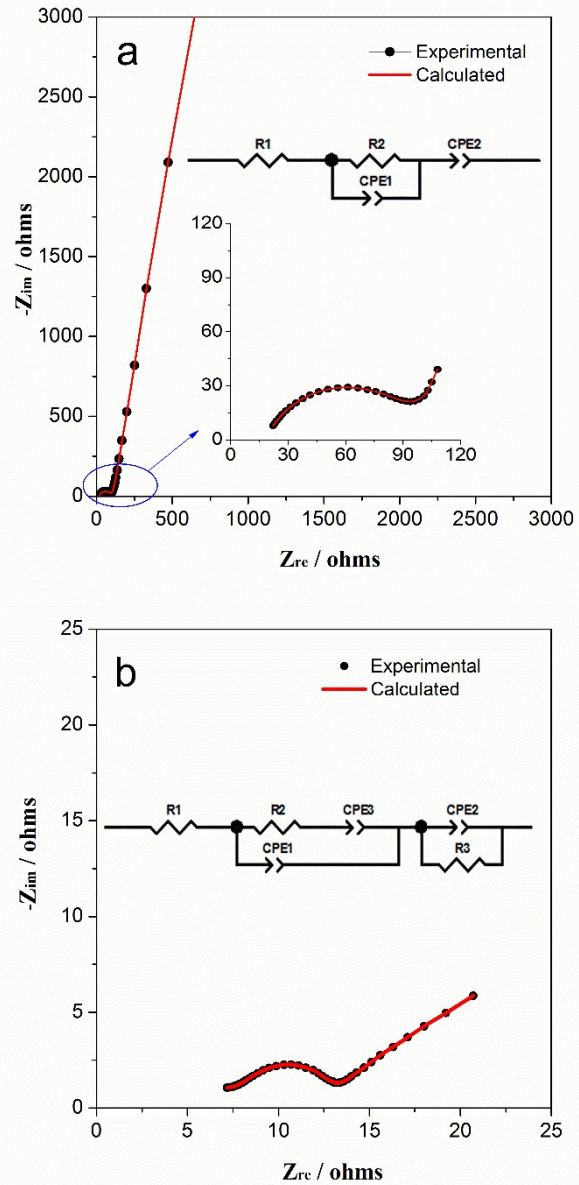 3000
a
Experimental
Calculated
2500
R1
R2
CPE1
CPE2
2000
120
1500
90
-Zim / ohms
60
1000
30
500
0
0 30 60 90 120
0
0 500 1000 1500 2000 2500 3000
Zre / ohms
25
b
Experimental
Calculated
20
R1
R2
CPE3
CPE2
15
CPE1
R3
-Zim / ohms
10
5
0
0 5 10 15 20 25
Zre / ohms